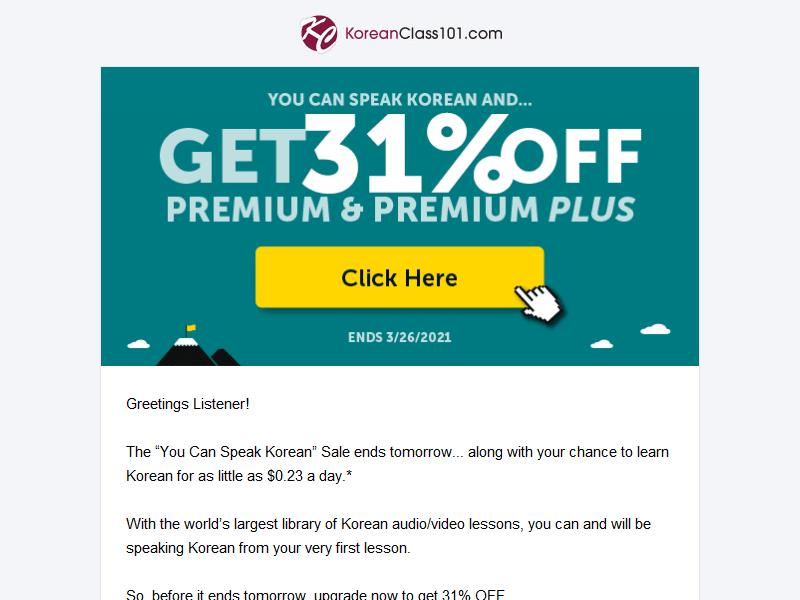 KoreanClass101.com
YOU CAN SPEAK KOREAN AND...
GET 31% OFF
PREMIUM & PREMIUM PLUS
Click Here
ENDS 3/26/2021
Greetings Listener!
The “You Can Speak Korean” Sale ends tomorrow... along with your chance to learn
Korean for as little as $0.23 a day.*
With the world’s largest library of Korean audio/video lessons, you can and will be
speaking Korean from your very first lesson.
So, before it ends tomorrow, upgrade now to get 31% OFF